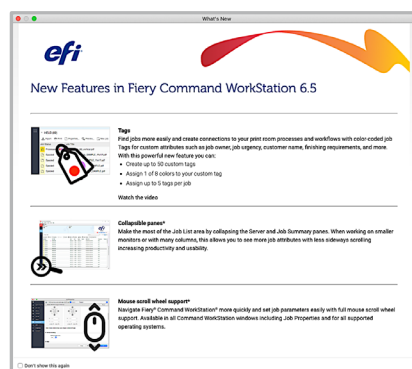 What's New
efi
New Features in Fiery Command WorkStation 6.5
Tags
Find jobs more easily and create connections to your print room processes and workflows with color-coded job
Tags for custom attributes such as job owner, job urgency, customer name, finishing requirements, and more.
With this powerful new feature you can:
• Create up to 50 custom tags
• Assign 1 of 8 colors to your custom tag
• Assign up to 5 tags per job
Watch the video
Collapsible panes*
Make the most of the Job List area by collapsing the Server and Job Summary panes. When working on smaller
monitors or with many columns, this allows you to see more job attributes with less sideways scrolling
increasing productivity and usability.
Mouse scroll wheel support*
Navigate Fiery® Command WorkStation® more quickly and set job parameters easily with full mouse scroll wheel
support. Available in all Command WorkStation windows including Job Properties and for all supported
operating systems.
Don't show this again